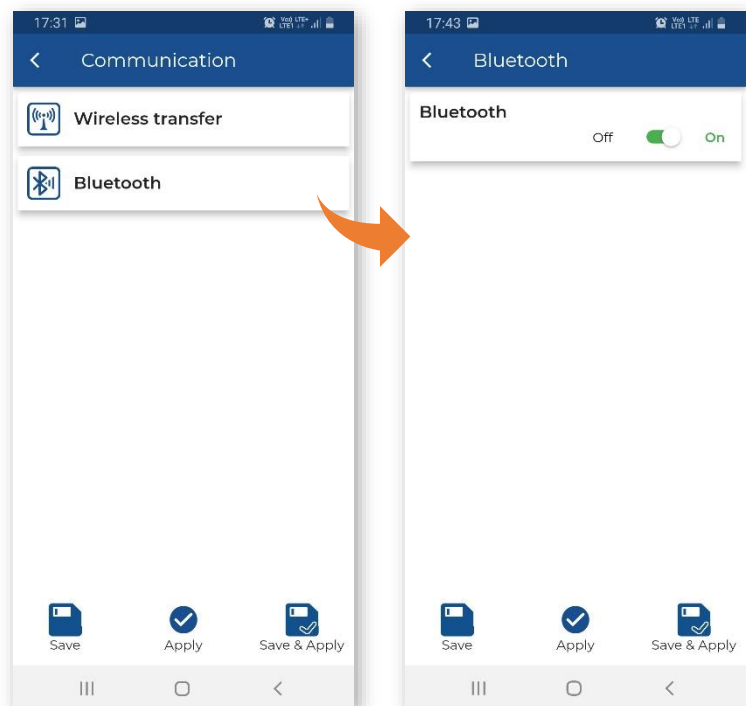 17:31
Communication
Wireless transfer
Bluetooth
Save
Apply
Save & Apply
17:43
Bluetooth
Bluetooth
Off
On
Save
Apply
Save & Apply